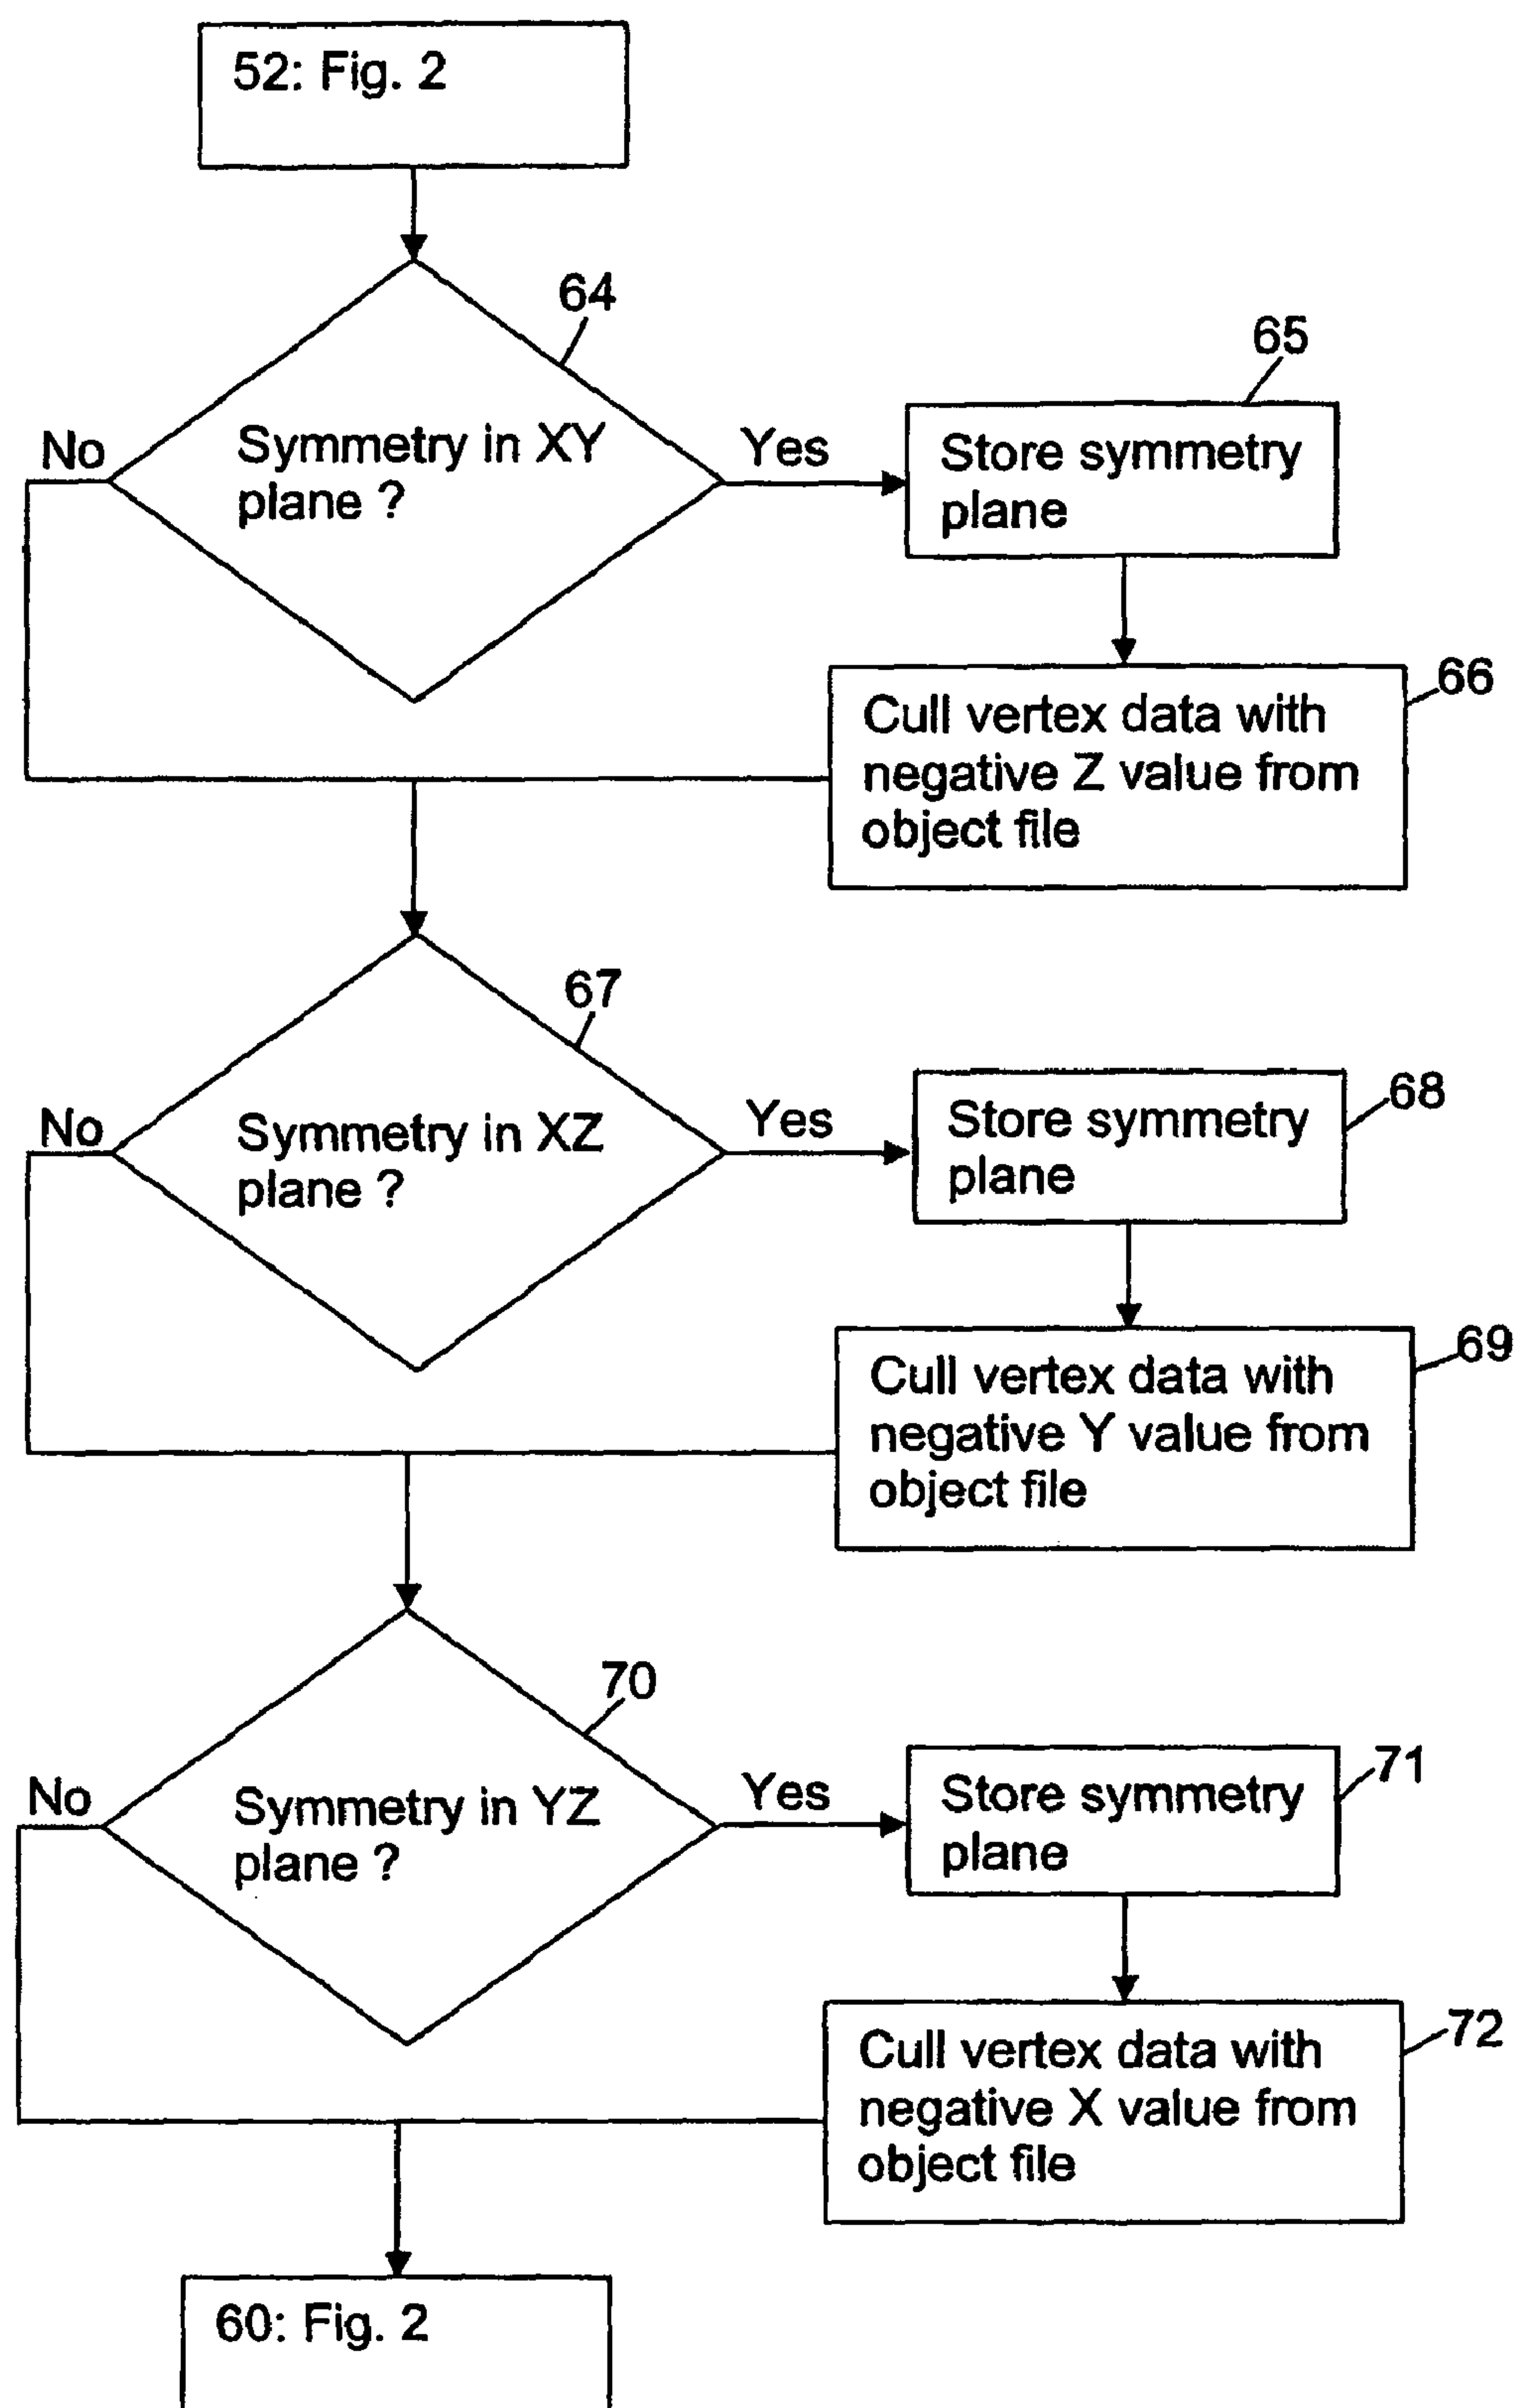 52: Fig. 2
64
65
No
Symmetry in XY
plane ?
Yes
Store symmetry
plane
66
Cull vertex data with
negative Z value from
object file
67
68
No
Symmetry in XZ
plane ?
Yes
Store symmetry
plane
69
Cull vertex data with
negative Y value from
object file
70
71
No
Symmetry in YZ
plane ?
Yes
Store symmetry
plane
72
Cull vertex data with
negative X value from
object file
60: Fig. 2